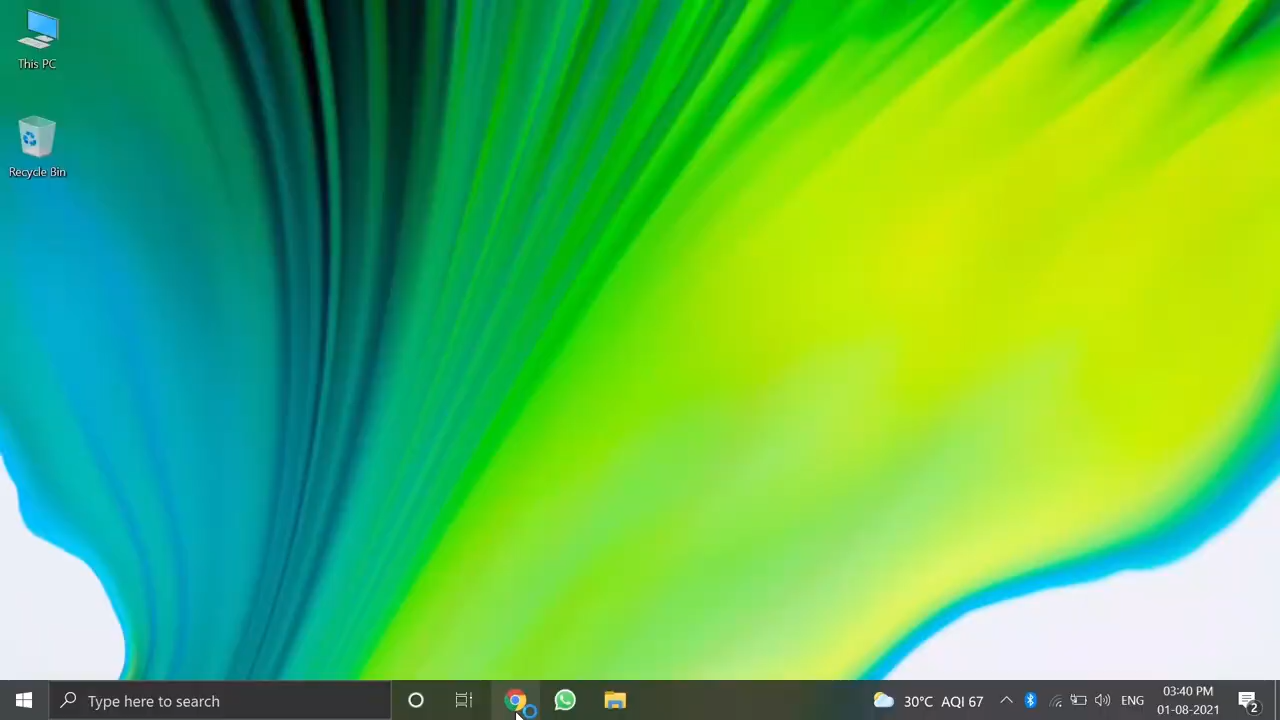 This PC
Recycle Bin
Type here to search
30°C AQI 67
ENG
03:40 PM
01-08-2021
2